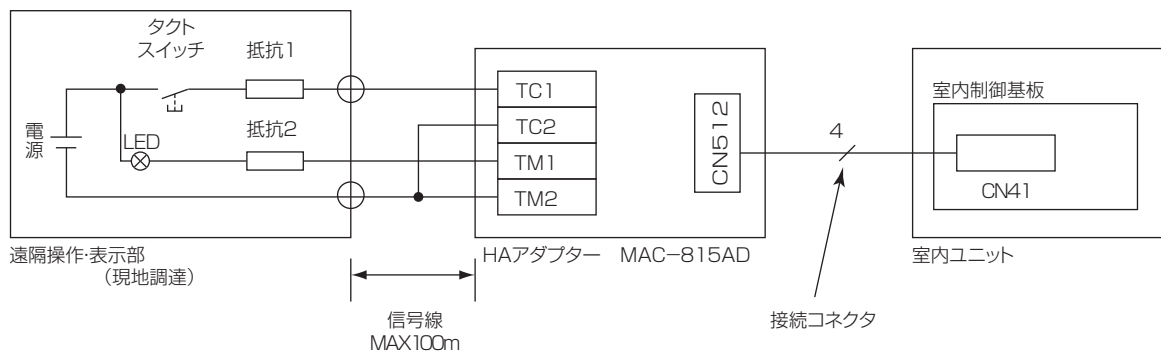 タクト
スイッチ
抵抗1
電源
LED
抵抗2
遠隔操作・表示部
（現地調達）
TC1
TC2
TM1
TM2
CN512
HAアダプター　MAC−815AD
信号線
MAX100m
4
接続コネクタ
室内制御基板
CN41
室内ユニット